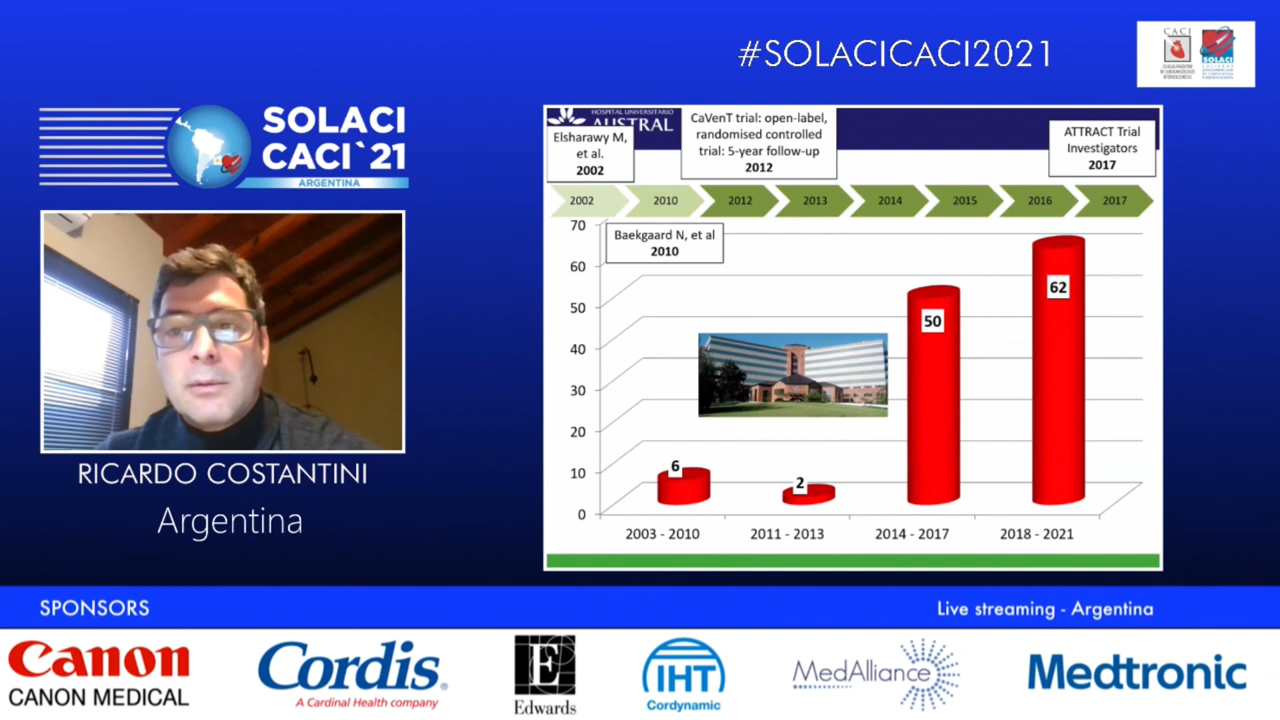 #SOLACICACI2021
CACI
SOLACI
SOLACI
CACI`21
ARGENTINA
HOSPITAL UNIVERSITARIO
AUSTRAL
Elsharawy M,
et al.
2002
CaVenT trial: open-label,
randomised controlled
trial: 5-year follow-up
2012
ATTRACT Trial
Investigators
2017
2002 2010 2012 2013 2014 2015 2016 2017
Baekgaard N, et al
2010
70
60
50
40
30
20
10
0
6
2
50
62
2003 - 2010 2011 - 2013 2014 - 2017 2018 - 2021
RICARDO COSTANTINI
Argentina
SPONSORS
Live streaming - Argentina
Canon
CANON MEDICAL
Cordis
A Cardinal Health company
E
Edwards
IHT
Cordynamic
MedAlliance
Medtronic